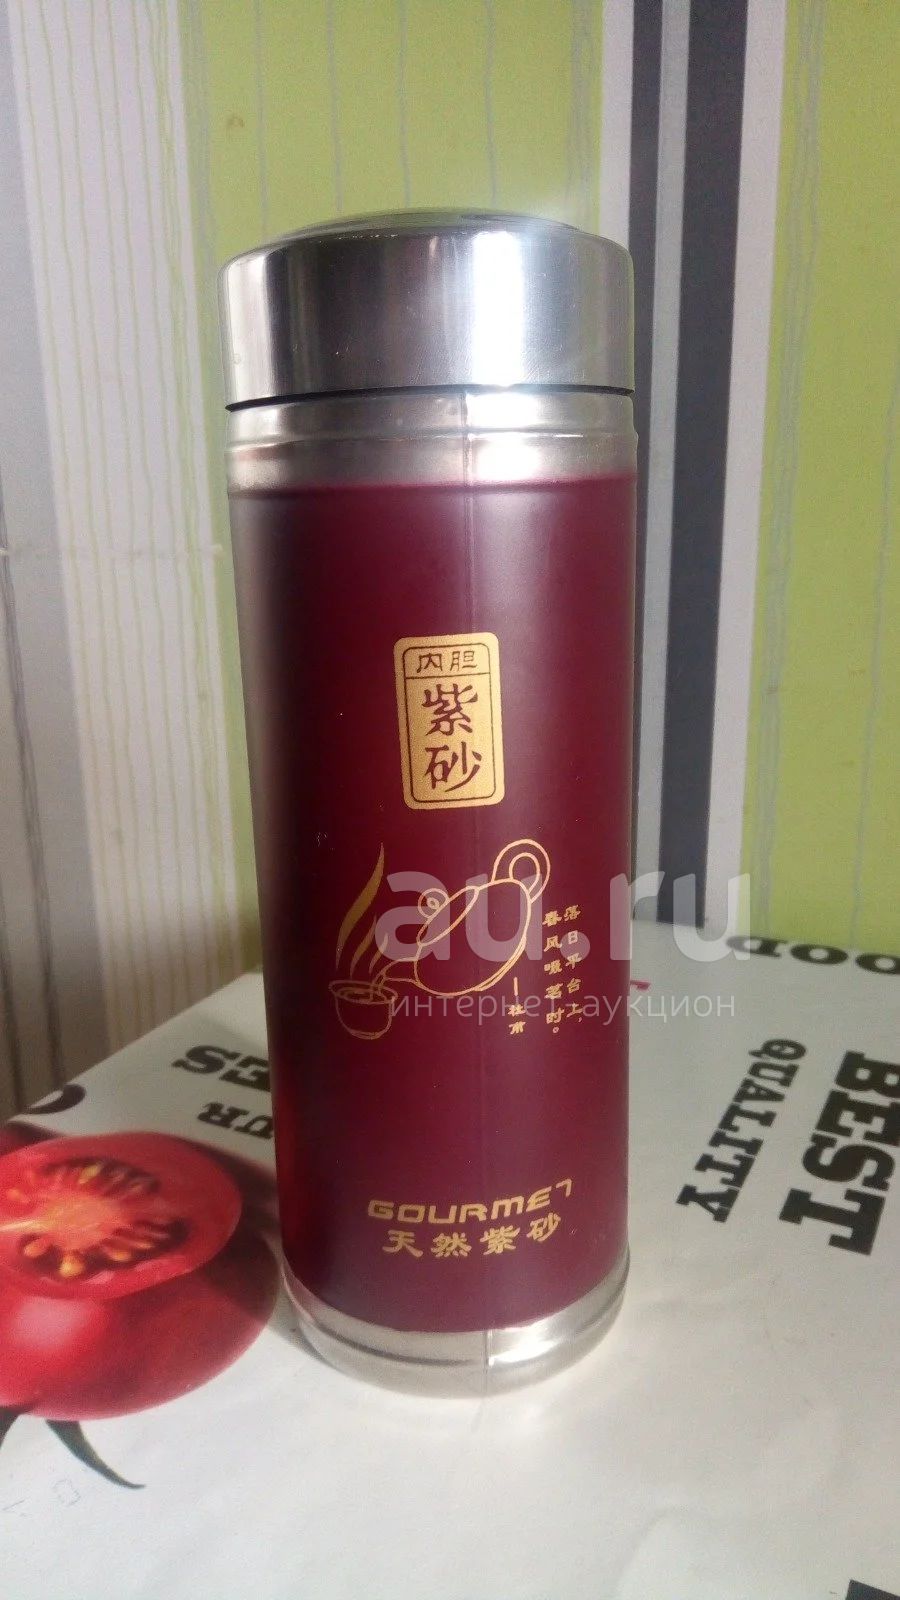 内胆
紫砂
落日平台上，
春风啜茗时。
—杜甫
GOURMET
天然紫砂
au.ru
интернет-аукцион
BEST
QUALITY